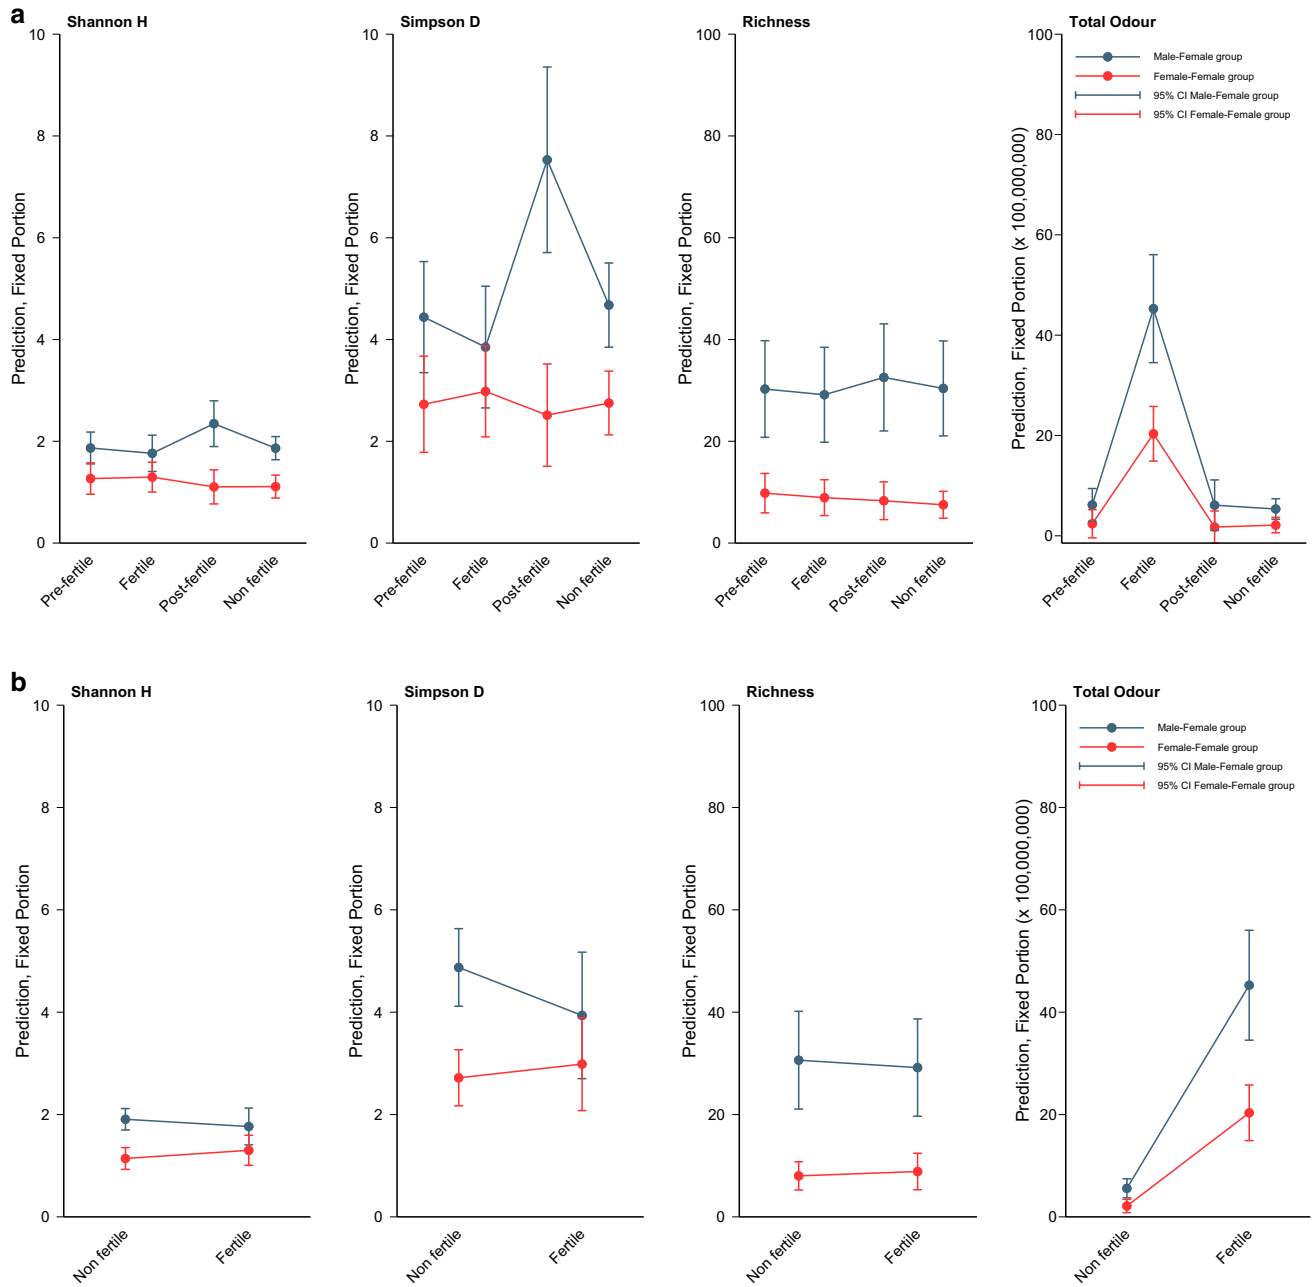 a
Shannon H
Simpson D
Richness
Total Odour
Prediction, Fixed Portion
10
8
6
4
2
0
Pre-fertile
Fertile
Post-fertile
Non fertile
Prediction, Fixed Portion
10
8
6
4
2
0
Pre-fertile
Fertile
Post-fertile
Non fertile
Prediction, Fixed Portion
100
80
60
40
20
0
Pre-fertile
Fertile
Post-fertile
Non fertile
Prediction, Fixed Portion (x 100,000,000)
100
80
60
40
20
0
Male-Female group
Female-Female group
95% CI Male-Female group
95% CI Female-Female group
Pre-fertile
Fertile
Post-fertile
Non fertile
b
Shannon H
Simpson D
Richness
Total Odour
Prediction, Fixed Portion
10
8
6
4
2
0
Non fertile
Fertile
Prediction, Fixed Portion
10
8
6
4
2
0
Non fertile
Fertile
Prediction, Fixed Portion
100
80
60
40
20
0
Non fertile
Fertile
Prediction, Fixed Portion (x 100,000,000)
100
80
60
40
20
0
Male-Female group
Female-Female group
95% CI Male-Female group
95% CI Female-Female group
Non fertile
Fertile